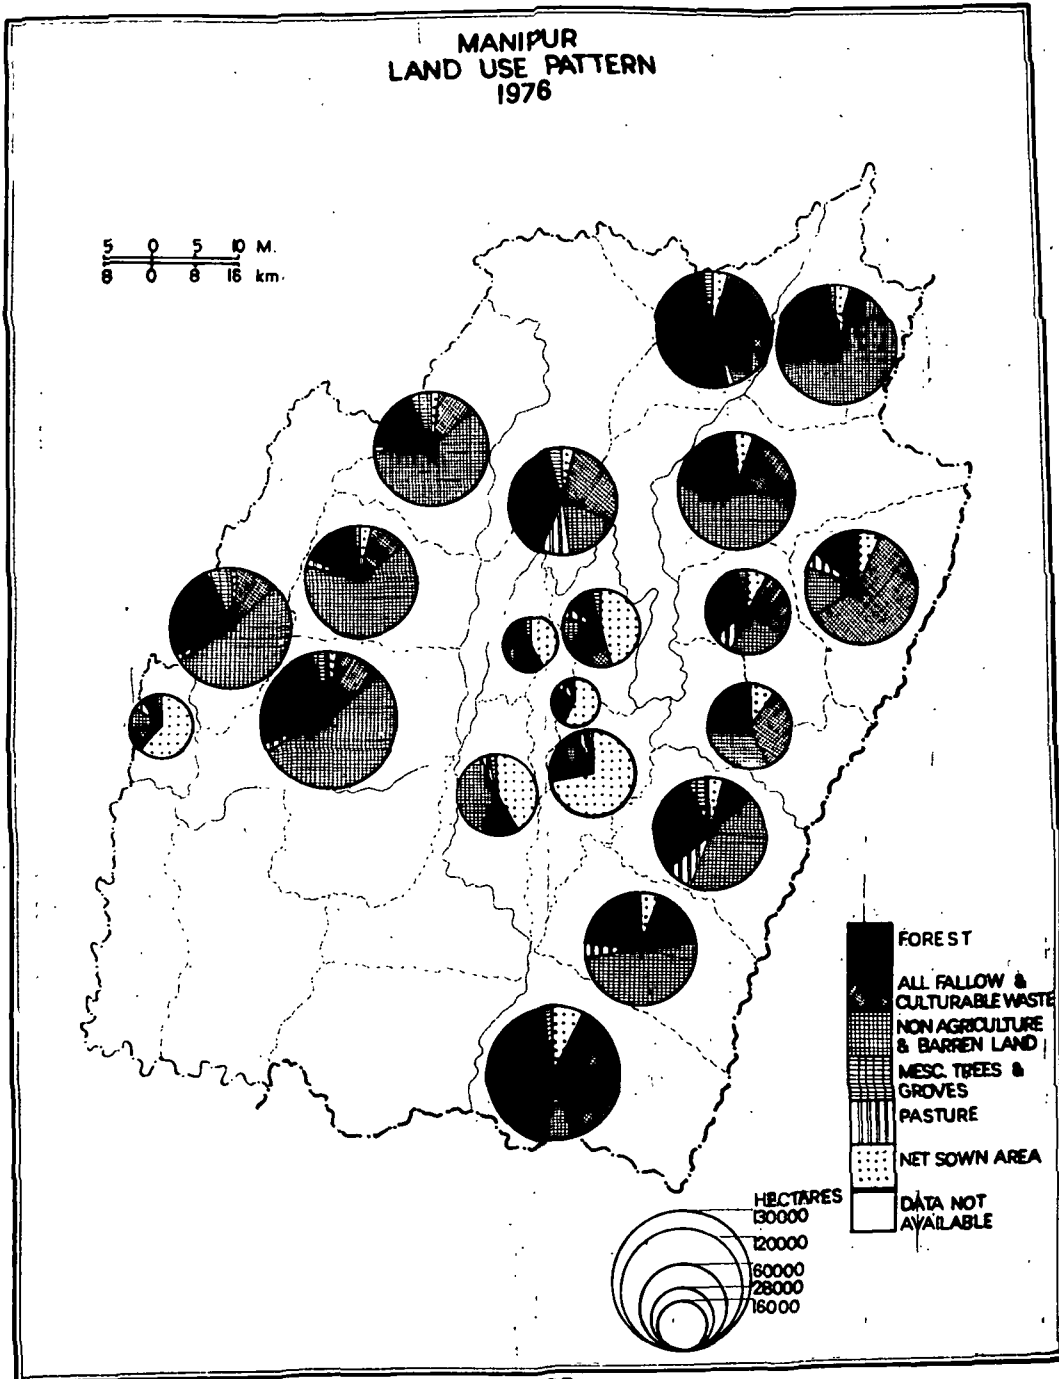 MANIPUR
LAND USE PATTERN
1976
5 0 5 10 M.
8 0 8 16 km.
FOREST
ALL FALLOW &
CULTURABLE WASTE
NON AGRICULTURE
& BARREN LAND
MESC. TREES &
GROVES
PASTURE
NET SOWN AREA
DATA NOT
AVAILABLE
HECTARES
130000
120000
60000
28000
16000